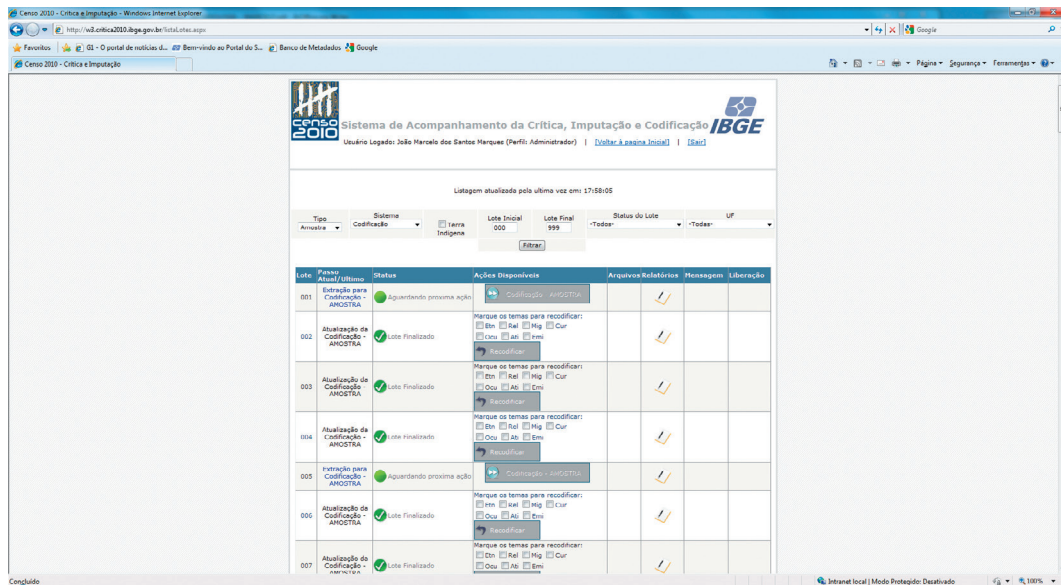 Censo 2010 - Crítica e Imputação - Windows Internet Explorer
http://w3.critica2010.ibge.gov.br/listaLotes.aspx
Google
Favoritos G1 - O portal de notícias d... Bem-vindo ao Portal do S... Banco de Metadados Google
Censo 2010 - Crítica e Imputação
Página Segurança Ferramentas
censo
2010
Sistema de Acompanhamento da Crítica, Imputação e Codificação
IBGE
Usuário Logado: João Marcelo dos Santos Marques (Perfil: Administrador) | [Voltar à pagina Inicial] | [Sair]
Listagem atualizada pela ultima vez em: 17:58:05
Tipo Sistema Lote Inicial Lote Final Status do Lote UF
Amostra Codificação Terra Indígena 000 999 -Todos- -Todas-
Filtrar
Lote Passo Atual/Ultimo Status Ações Disponíveis Arquivos Relatórios Mensagem Liberação
001 Extração para Codificação - AMOSTRA Aguardando proxima ação Codificação - AMOSTRA
Marque os temas para recodificar:
Etn Rel Mig Cur
002 Atualização da Codificação - AMOSTRA Lote Finalizado Ocu Ati Emi
Recodificar
Marque os temas para recodificar:
Etn Rel Mig Cur
003 Atualização da Codificação - AMOSTRA Lote Finalizado Ocu Ati Emi
Recodificar
Marque os temas para recodificar:
Etn Rel Mig Cur
004 Atualização da Codificação - AMOSTRA Lote Finalizado Ocu Ati Emi
Recodificar
005 Extração para Codificação - AMOSTRA Aguardando proxima ação Codificação - AMOSTRA
Marque os temas para recodificar:
Etn Rel Mig Cur
006 Atualização da Codificação - AMOSTRA Lote Finalizado Ocu Ati Emi
Recodificar
Marque os temas para recodificar:
Etn Rel Mig Cur
007 Atualização da Codificação - AMOSTRA Lote Finalizado Ocu Ati Emi
Concluído Intranet local | Modo Protegido: Desativado 100%